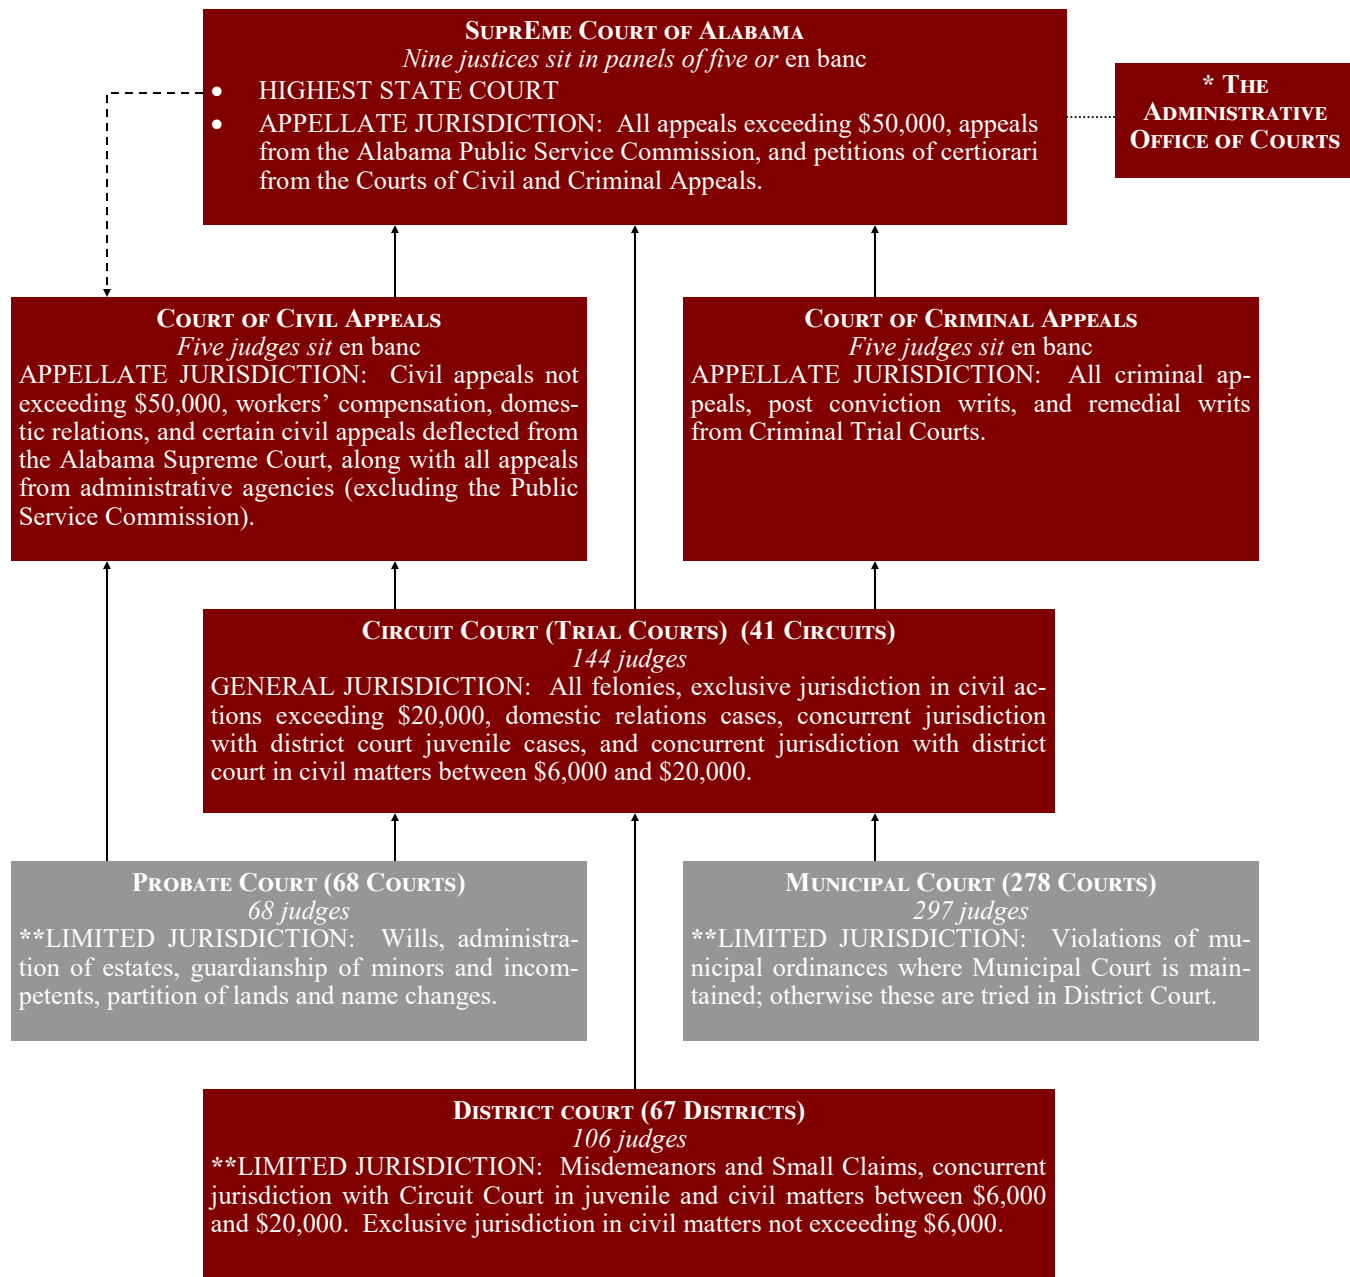 SuprEme Court of Alabama
Nine justices sit in panels of five or en banc
• HIGHEST STATE COURT
• APPELLATE JURISDICTION: All appeals exceeding $50,000, appeals
from the Alabama Public Service Commission, and petitions of certiorari
from the Courts of Civil and Criminal Appeals.
* The
Administrative
Office of Courts
Court of Civil Appeals
Five judges sit en banc
APPELLATE JURISDICTION: Civil appeals not
exceeding $50,000, workers’ compensation, domes-
tic relations, and certain civil appeals deflected from
the Alabama Supreme Court, along with all appeals
from administrative agencies (excluding the Public
Service Commission).
Court of Criminal Appeals
Five judges sit en banc
APPELLATE JURISDICTION: All criminal ap-
peals, post conviction writs, and remedial writs
from Criminal Trial Courts.
Circuit Court (Trial Courts) (41 Circuits)
144 judges
GENERAL JURISDICTION: All felonies, exclusive jurisdiction in civil ac-
tions exceeding $20,000, domestic relations cases, concurrent jurisdiction
with district court juvenile cases, and concurrent jurisdiction with district
court in civil matters between $6,000 and $20,000.
Probate Court (68 Courts)
68 judges
**LIMITED JURISDICTION: Wills, administra-
tion of estates, guardianship of minors and incom-
petents, partition of lands and name changes.
Municipal Court (278 Courts)
297 judges
**LIMITED JURISDICTION: Violations of mu-
nicipal ordinances where Municipal Court is main-
tained; otherwise these are tried in District Court.
District court (67 Districts)
106 judges
**LIMITED JURISDICTION: Misdemeanors and Small Claims, concurrent
jurisdiction with Circuit Court in juvenile and civil matters between $6,000
and $20,000. Exclusive jurisdiction in civil matters not exceeding $6,000.